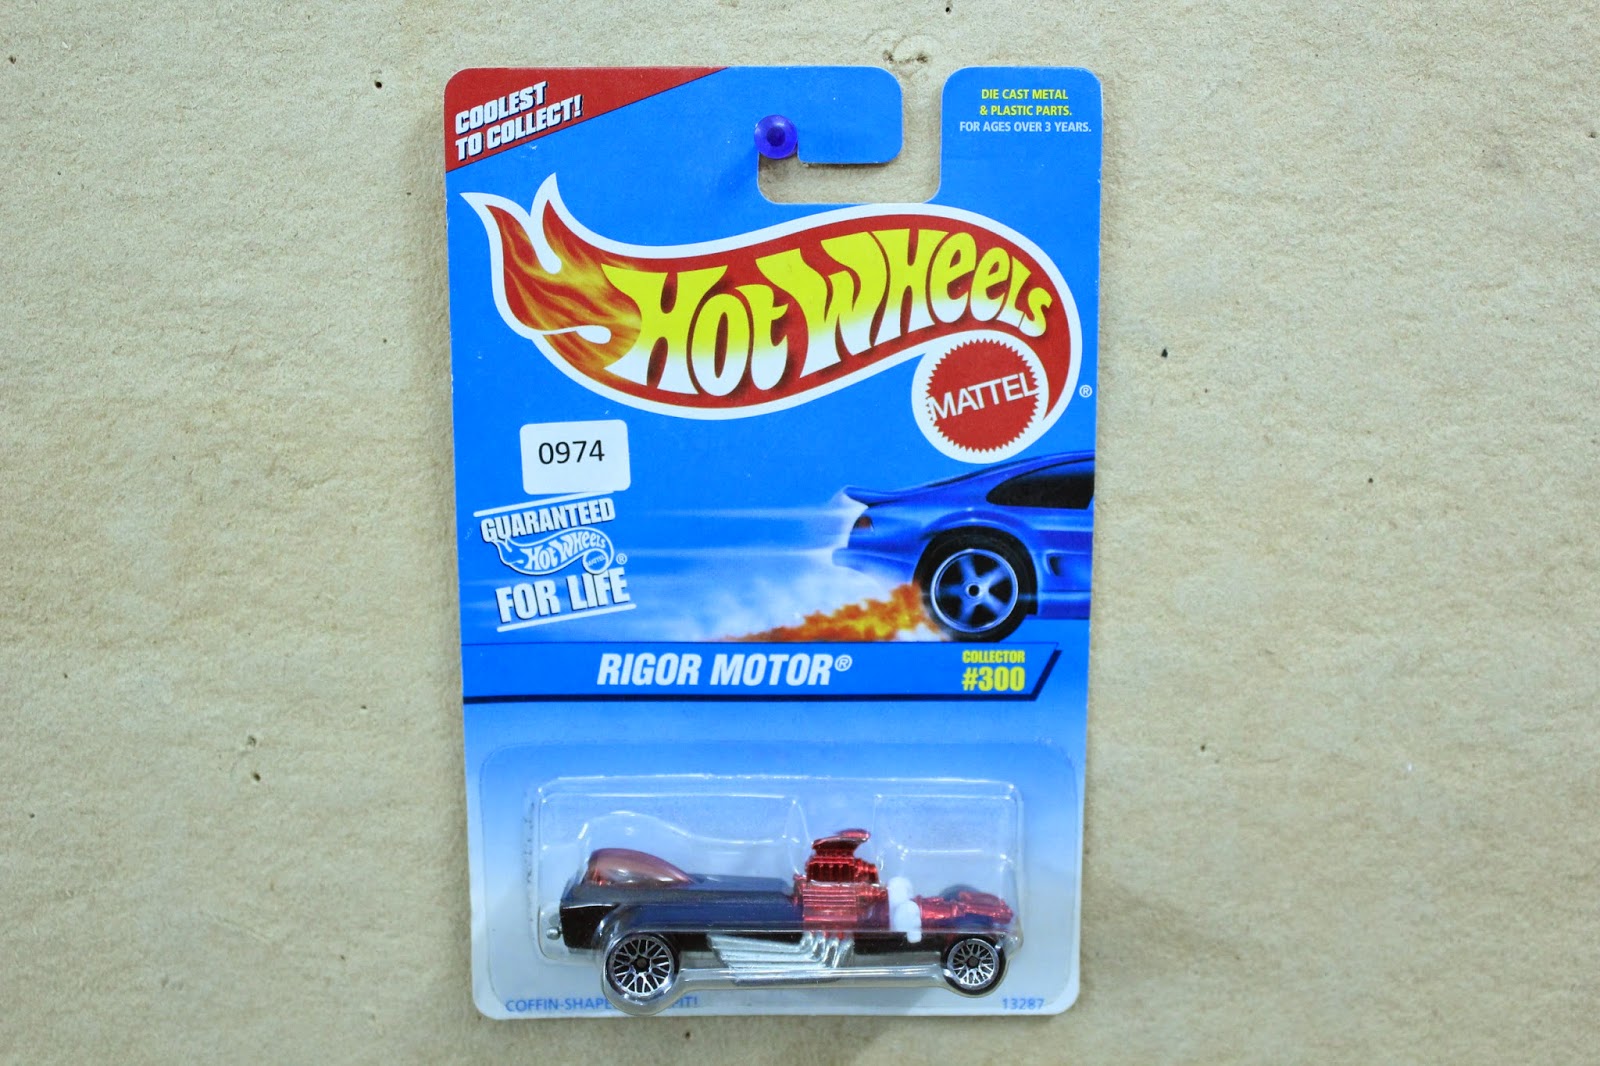 COOLEST
TO COLLECT!
DIE CAST METAL
& PLASTIC PARTS.
FOR AGES OVER 3 YEARS.
HOT WHEELS
MATTEL
®
0974
GUARANTEED
HOT WHEELS ®
MATTEL
FOR LIFE
RIGOR MOTOR®
COLLECTOR
#300
COFFIN-SHAPE
13287